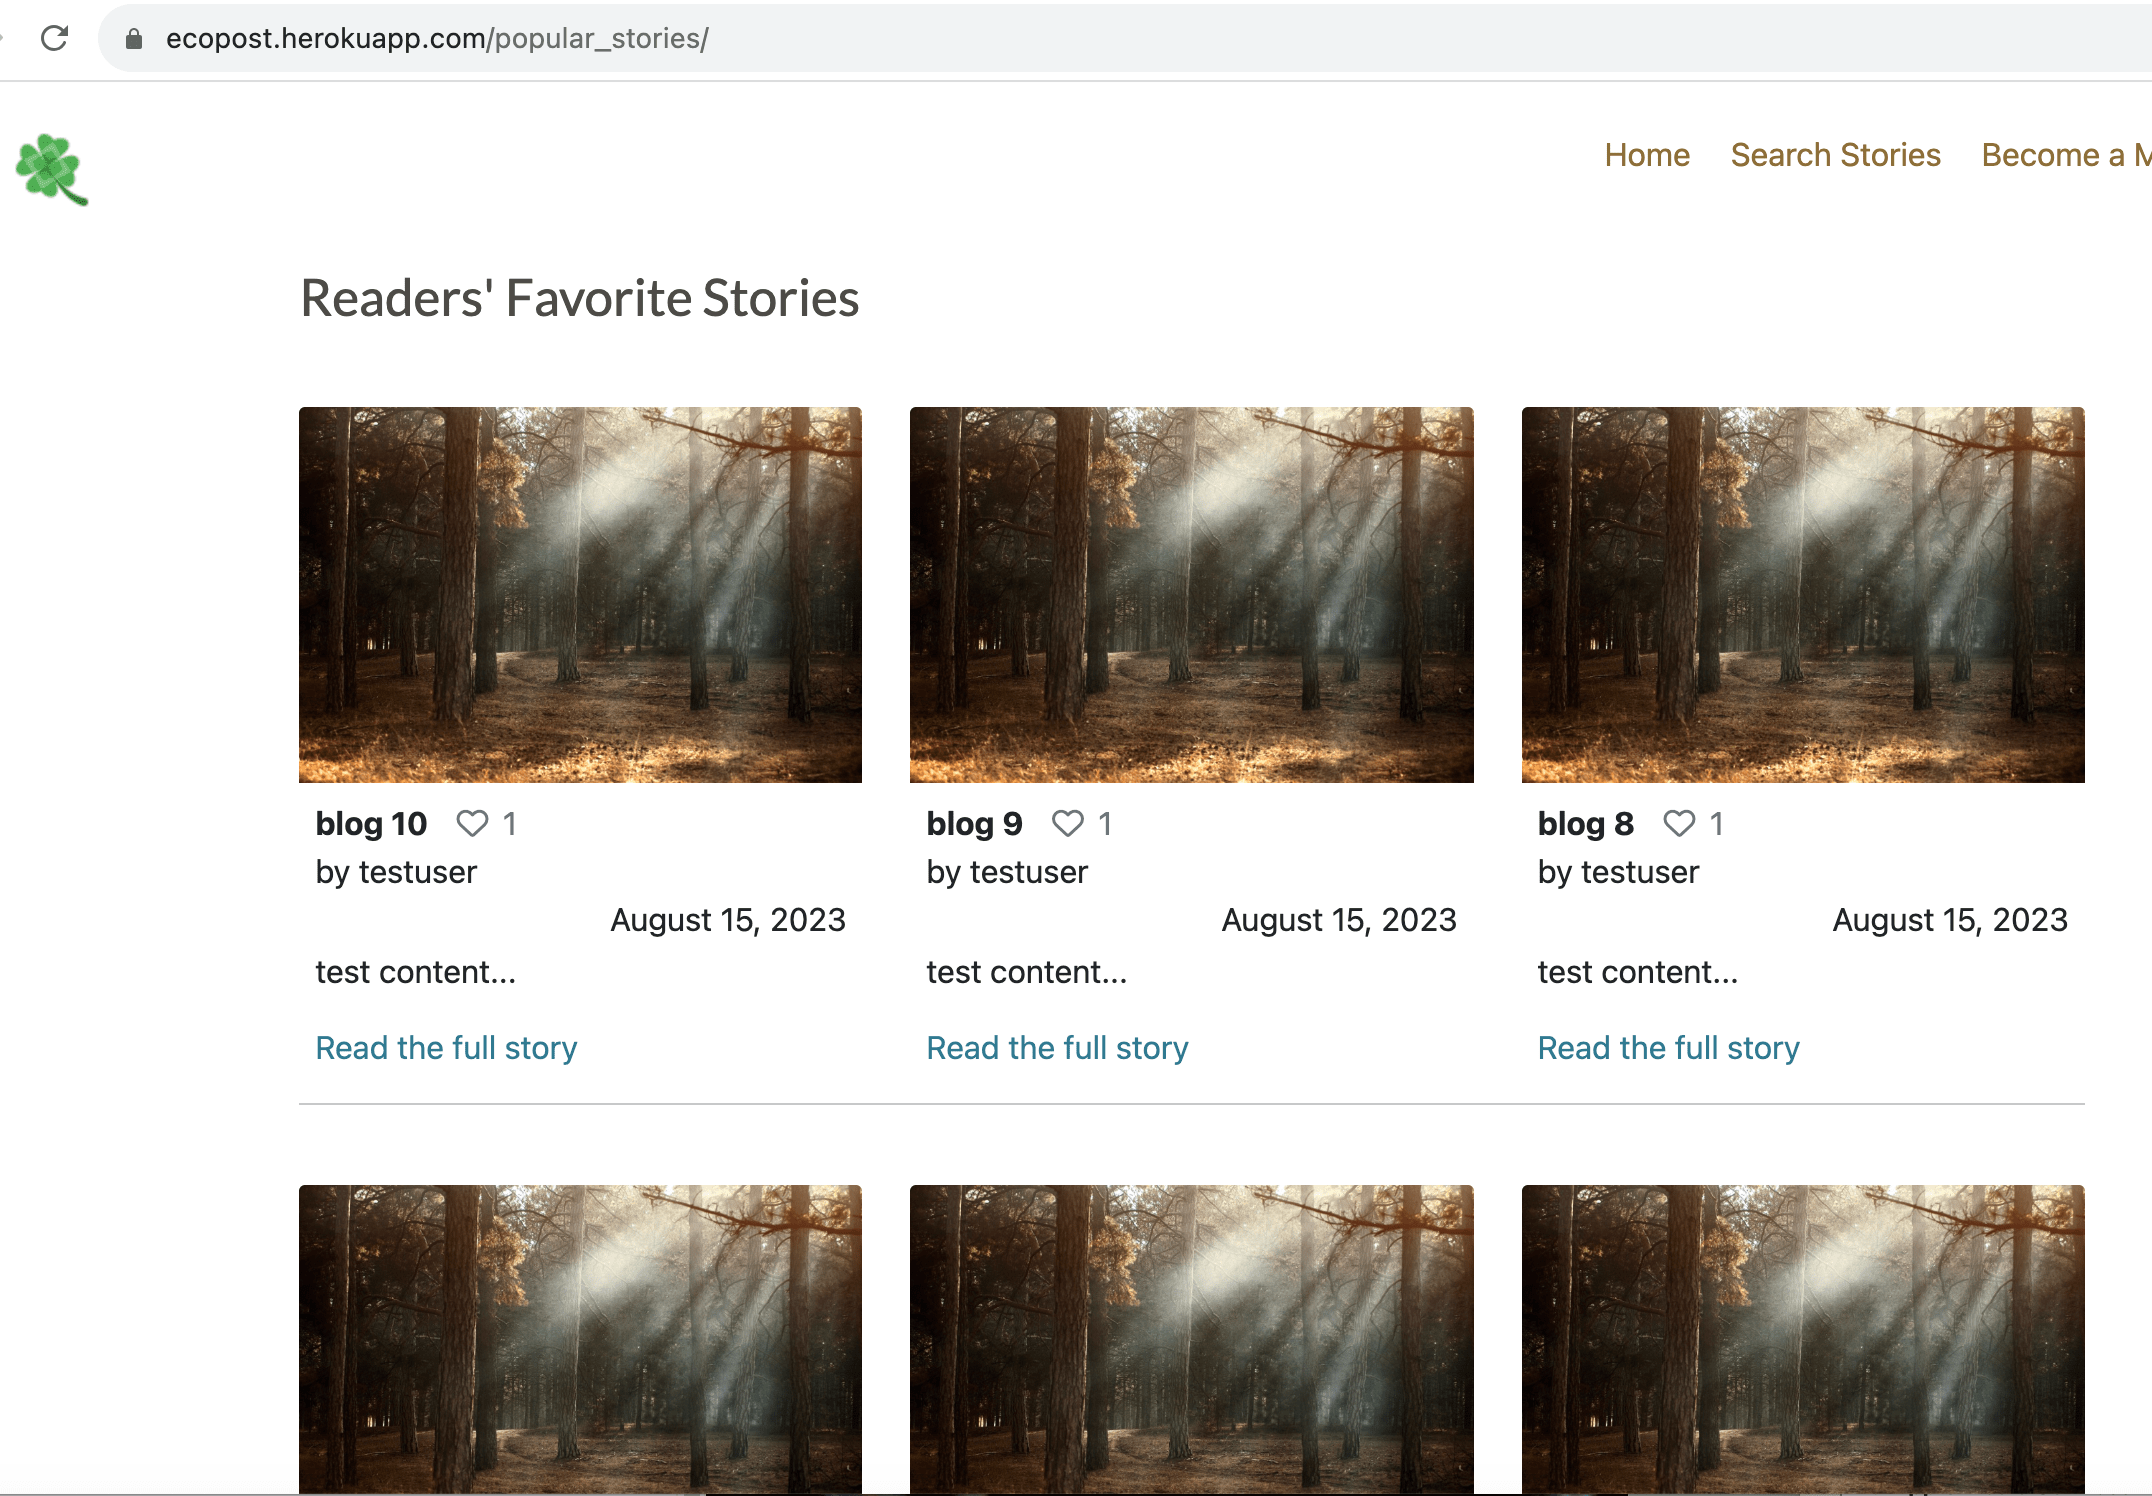 ecopost.herokuapp.com/popular_stories/
Home Search Stories Become a M
Readers' Favorite Stories
blog 10 1 blog 9 1 blog 8 1
by testuser by testuser by testuser
August 15, 2023 August 15, 2023 August 15, 2023
test content... test content... test content...
Read the full story Read the full story Read the full story